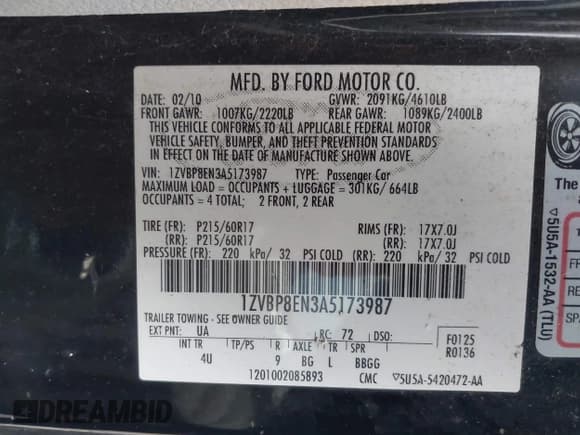 MFD. BY FORD MOTOR CO.
DATE: 02/10 GVWR: 2091KG/4610LB
FRONT GAWR: 1007KG/2220LB REAR GAWR: 1089KG/2400LB
THIS VEHICLE CONFORMS TO ALL APPLICABLE FEDERAL MOTOR
VEHICLE SAFETY, BUMPER, AND THEFT PREVENTION STANDARDS
IN EFFECT ON THE DATE OF MANUFACTURE SHOWN ABOVE.
VIN: 1ZVBP8EN3A5173987 TYPE: Passenger Car
MAXIMUM LOAD = OCCUPANTS + LUGGAGE = 301KG/ 664LB
OCCUPANTS = 4 TOTAL; 2 FRONT, 2 REAR
TIRE (FR): P215/60R17 RIMS (FR): 17X7.0J
(RR): P215/60R17 (RR): 17X7.0J
PRESSURE (FR): 220 kPa/ 32 PSI COLD (RR): 220 kPa/ 32 PSI COLD
1ZVBP8EN3A5173987
TRAILER TOWING - SEE OWNER GUIDE
EXT PNT: UA RC: 72 DSO: F0125
INT TR TP/PS R AXLE TR SPR R0136
4U 9 BG L BBGG
1201002085893 CMC 5U5A-5420472-AA
5U5A-1532-AA (TLU)
T
FR
RE
SPA
DREAMBID